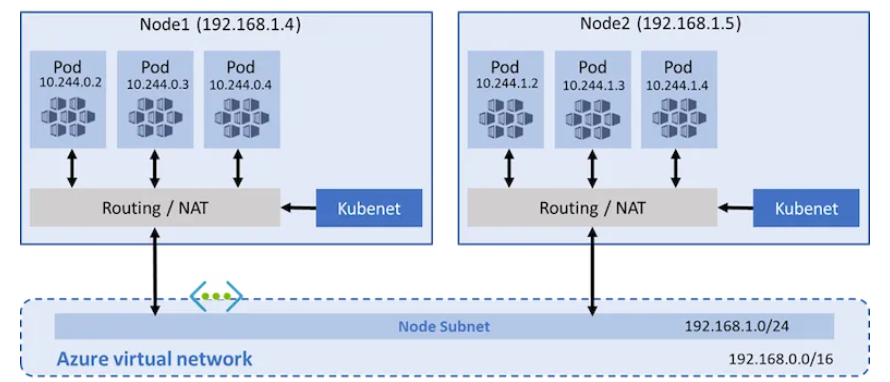 Node1 (192.168.1.4)
Pod
10.244.0.2
Pod
10.244.0.3
Pod
10.244.0.4
Routing / NAT
Kubenet
Node2 (192.168.1.5)
Pod
10.244.1.2
Pod
10.244.1.3
Pod
10.244.1.4
Routing / NAT
Kubenet
Node Subnet
192.168.1.0/24
Azure virtual network
192.168.0.0/16